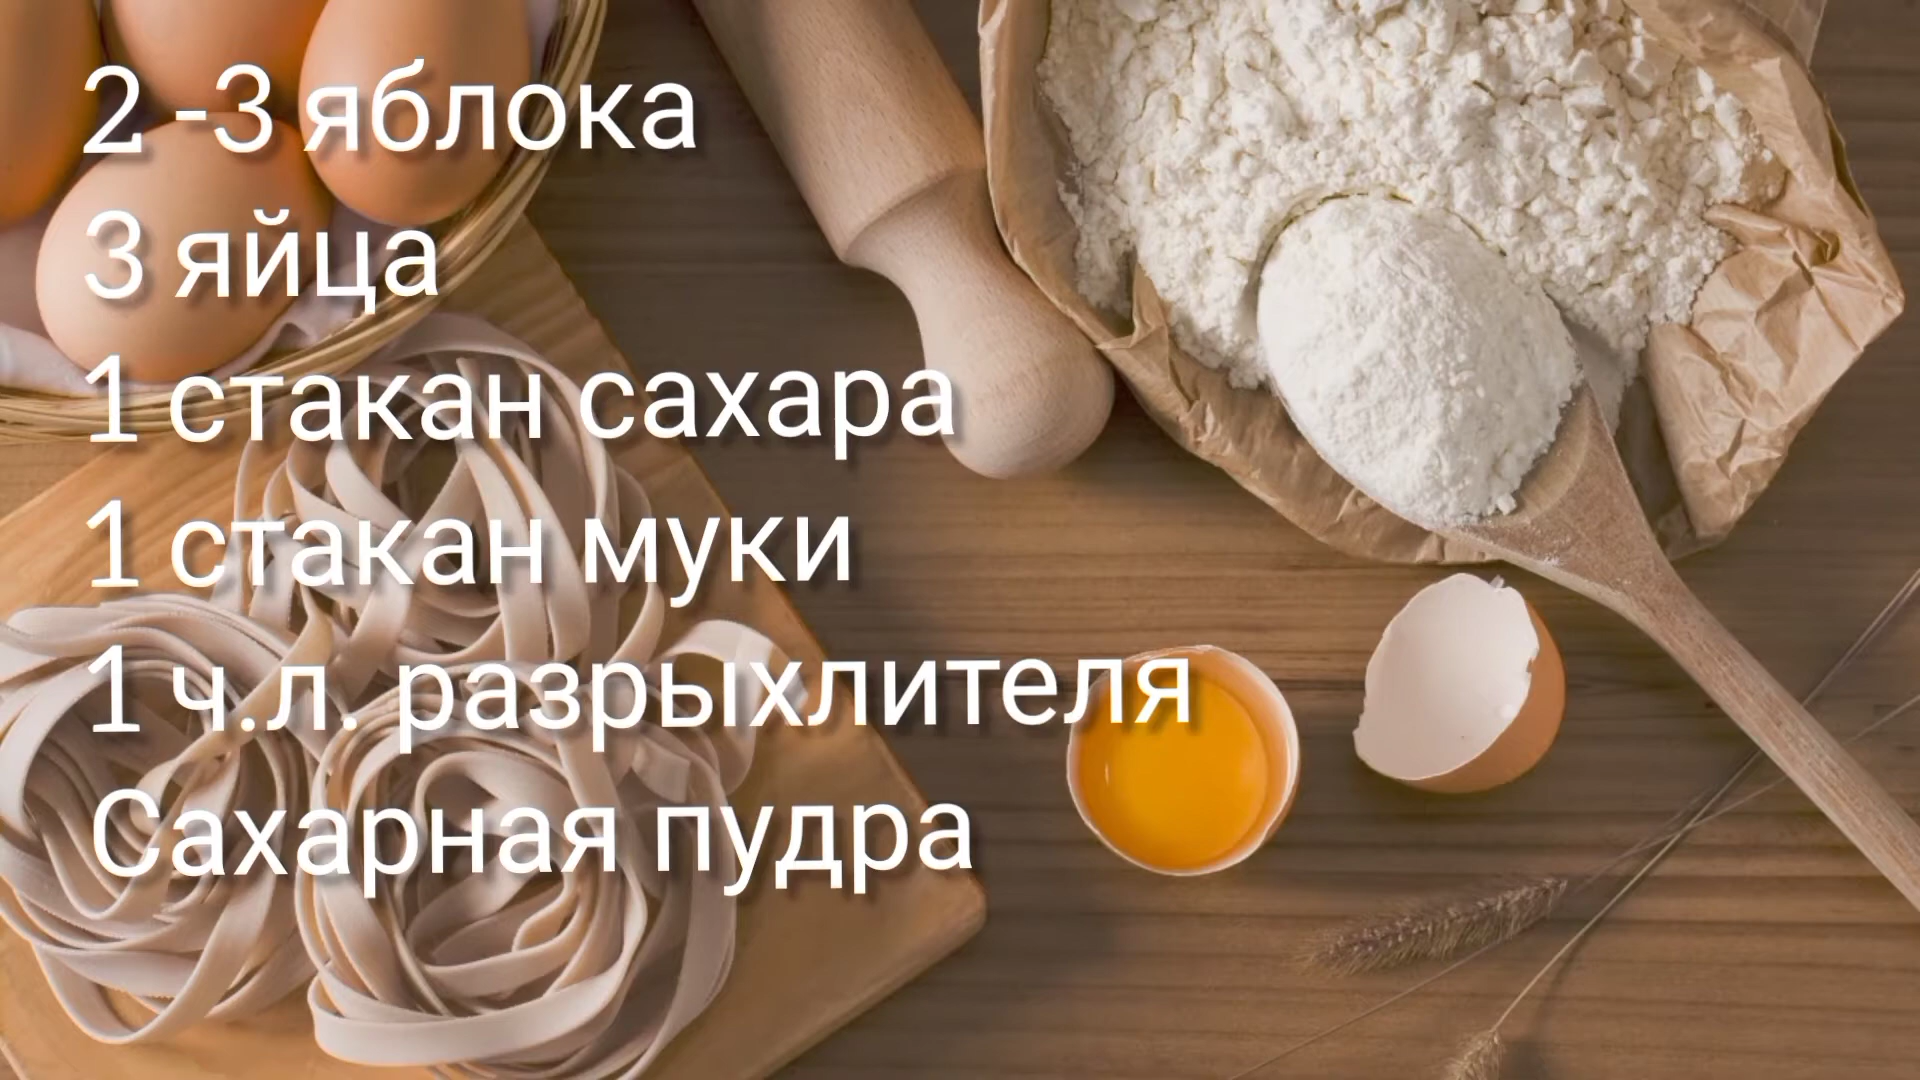 2 -3 яблока
3 яйца
1 стакан сахара
1 стакан муки
1 ч.л. разрыхлителя
Сахарная пудра